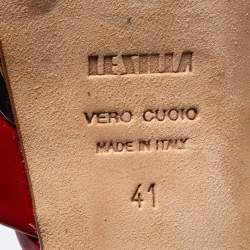 LE SILLA
VERO CUOIO
MADE IN ITALY
41